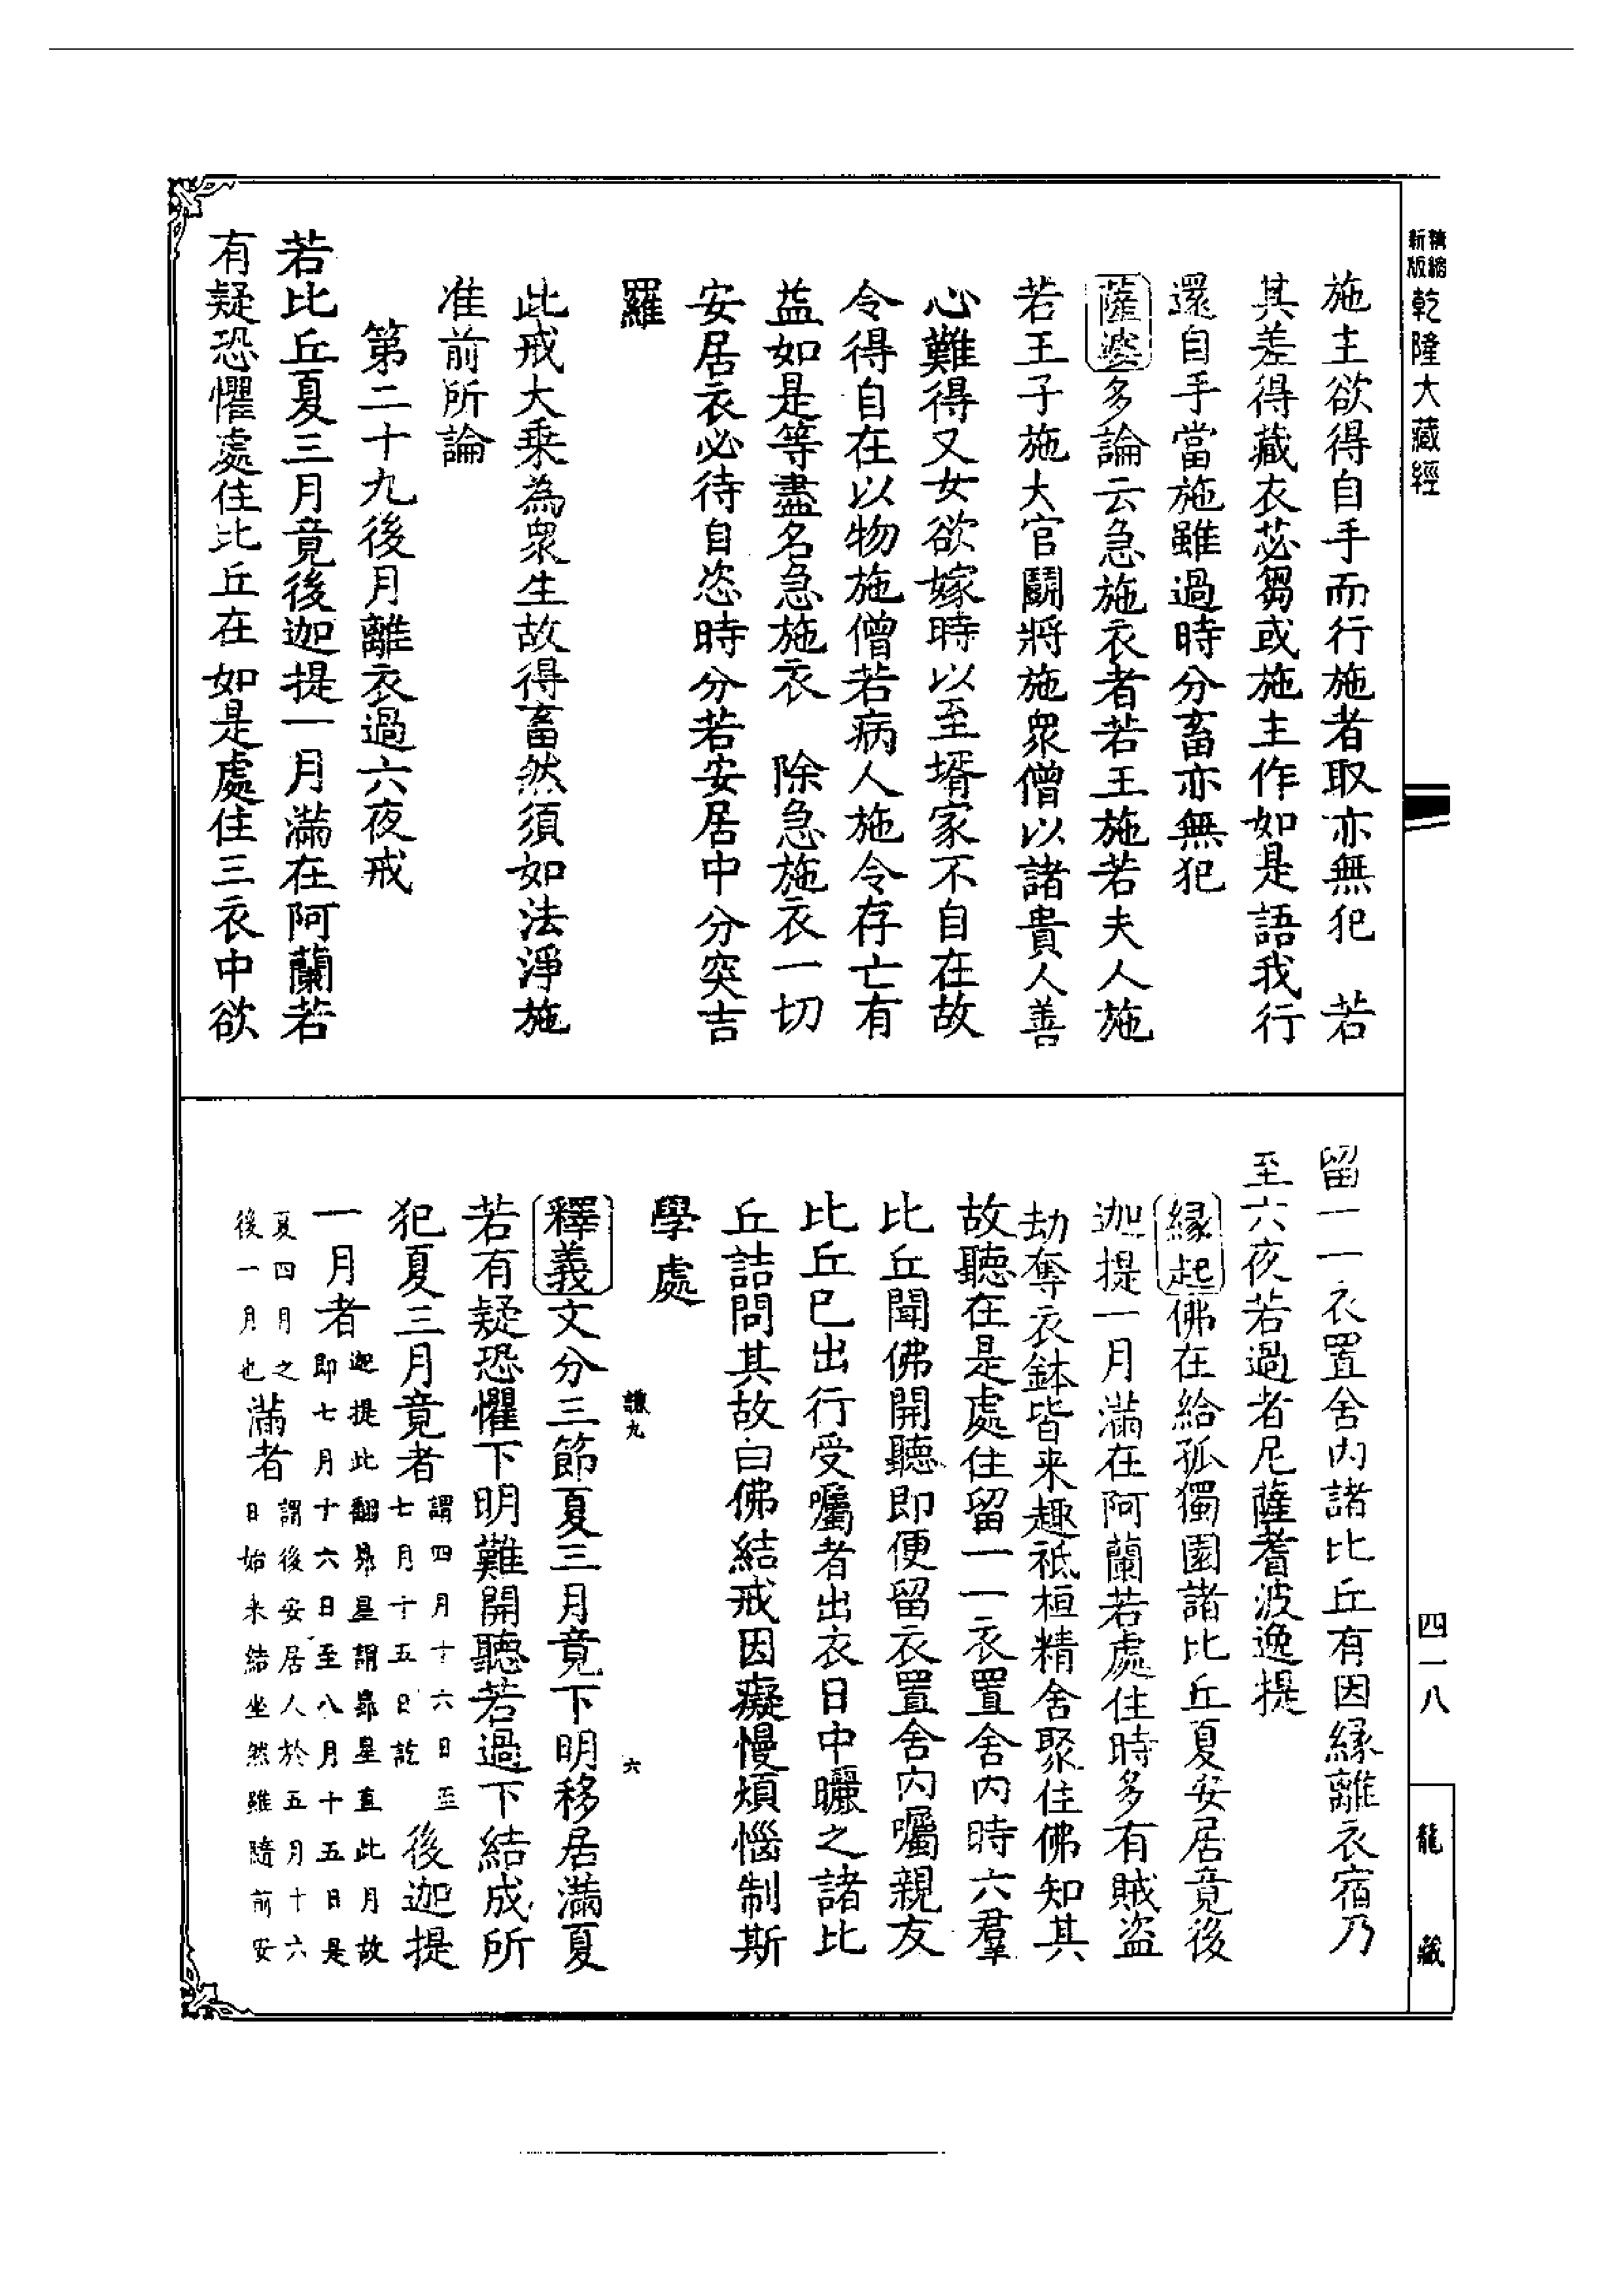 精縮新版乾隆大藏經
施主欲得自手而行施者取亦無犯　若
其差得藏衣苾芻或施主作如是語我行
還自手當施雖過時分畜亦無犯
薩婆多論云急施衣者若王施若夫人施
若王子施大官鬭將施眾僧以諸貴人善
心難得又女欲嫁時以至壻家不自在故
令得自在以物施僧若病人施令存亡有
益如是等盡名急施衣　除急施衣一切
安居衣必待自恣時分若安居中分突吉
羅
此戒大乘為眾生故得畜然須如法淨施
准前所論
第二十九後月離衣過六夜戒
若比丘夏三月竟後迦提一月滿在阿蘭若
有疑恐懼處住比丘在如是處住三衣中欲
留一一衣置舍內諸比丘有因緣離衣宿乃
至六夜若過者尼薩耆波逸提
緣起佛在給孤獨園諸比丘夏安居竟後
迦提一月滿在阿蘭若處住時多有賊盜
劫奪衣鉢皆来趣祇桓精舍聚住佛知其
故聽在是處住留一一衣置舍內時六羣
比丘聞佛開聽即便留衣置舍內囑親友
比丘已出行受囑者出衣日中曬之諸比
丘詰問其故白佛結戒因癡慢煩惱制斯
學處
釋義文分三節夏三月竟下明移居滿夏
若有疑恐懼下明難開聽若過下結成所
犯夏三月竟者謂四月十六日至七月十五日訖後迦提
一月者迦提此翻昴星謂昴星直此月故即七月十六日至八月十五日是
夏四月之後一月也滿者謂後安居人於五月十六日始来結坐然雖隨前安
四一八
龍藏